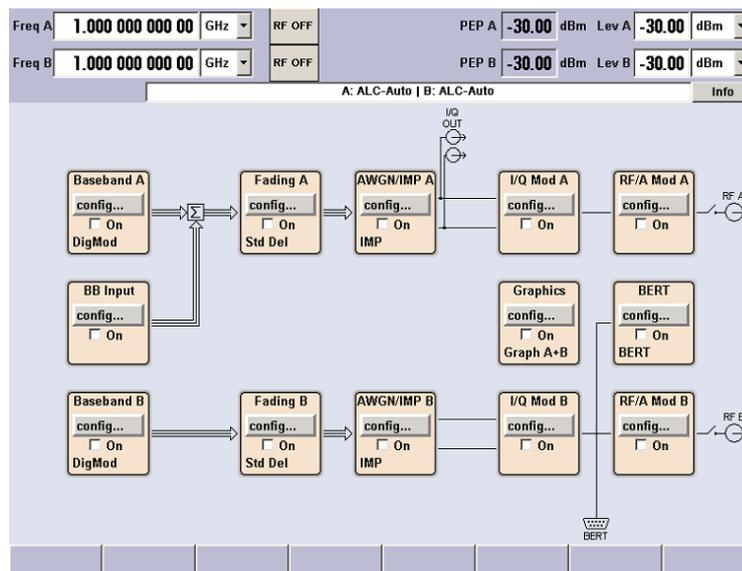 Freq A 1.000 000 000 00 GHz RF OFF PEP A -30.00 dBm Lev A -30.00 dBm
Freq B 1.000 000 000 00 GHz RF OFF PEP B -30.00 dBm Lev B -30.00 dBm
A: ALC-Auto | B: ALC-Auto Info
I/Q
OUT
Baseband A Fading A AWGN/IMP A I/Q Mod A RF/A Mod A
config... config... config... config... config... RF A
On Σ On On On On
DigMod Std Del IMP
BB Input Graphics BERT
config... config... config...
On On On
Graph A+B BERT
Baseband B Fading B AWGN/IMP B I/Q Mod B RF/A Mod B
config... config... config... config... config... RF B
On On On On On
DigMod Std Del IMP
BERT